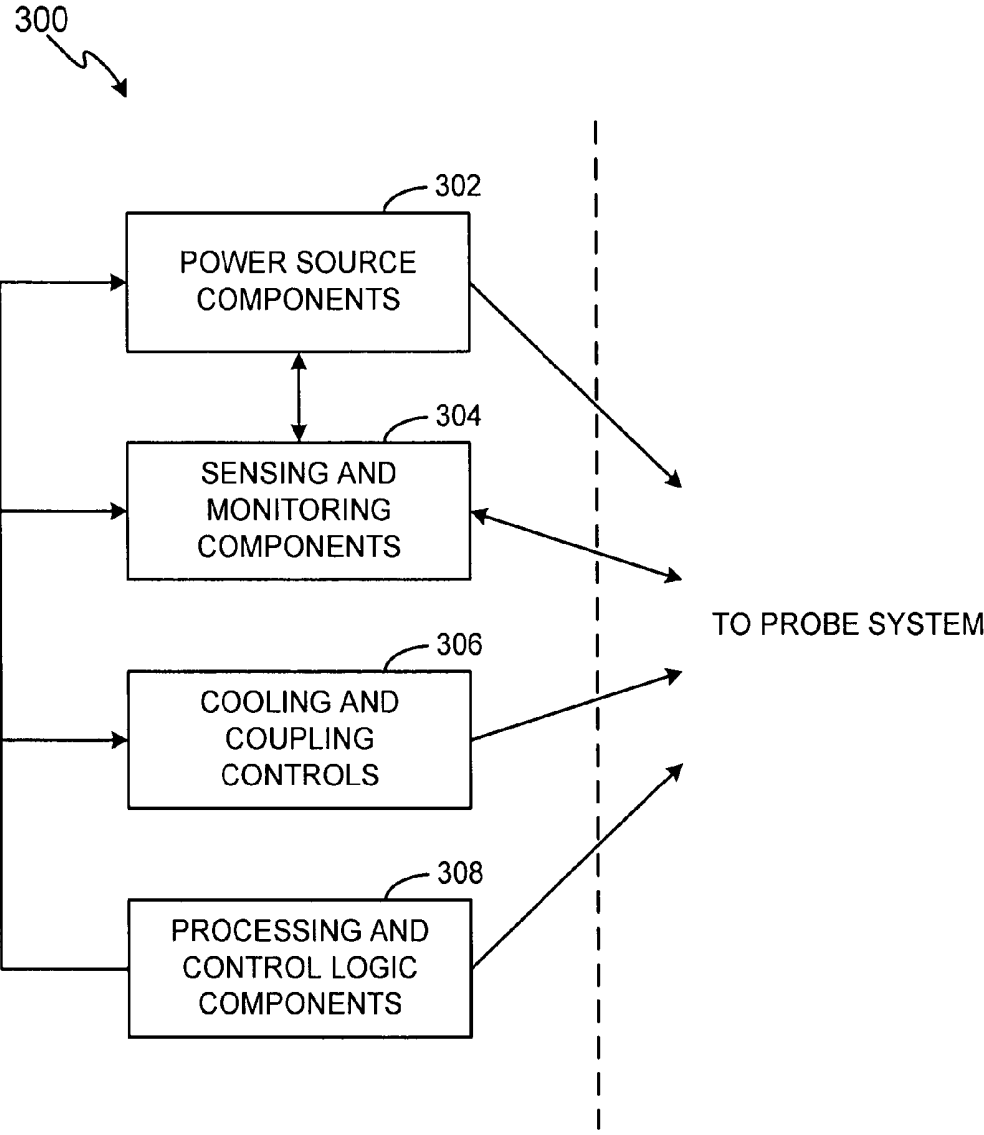 300
302
POWER SOURCE
COMPONENTS
304
SENSING AND
MONITORING
COMPONENTS
TO PROBE SYSTEM
306
COOLING AND
COUPLING
CONTROLS
308
PROCESSING AND
CONTROL LOGIC
COMPONENTS